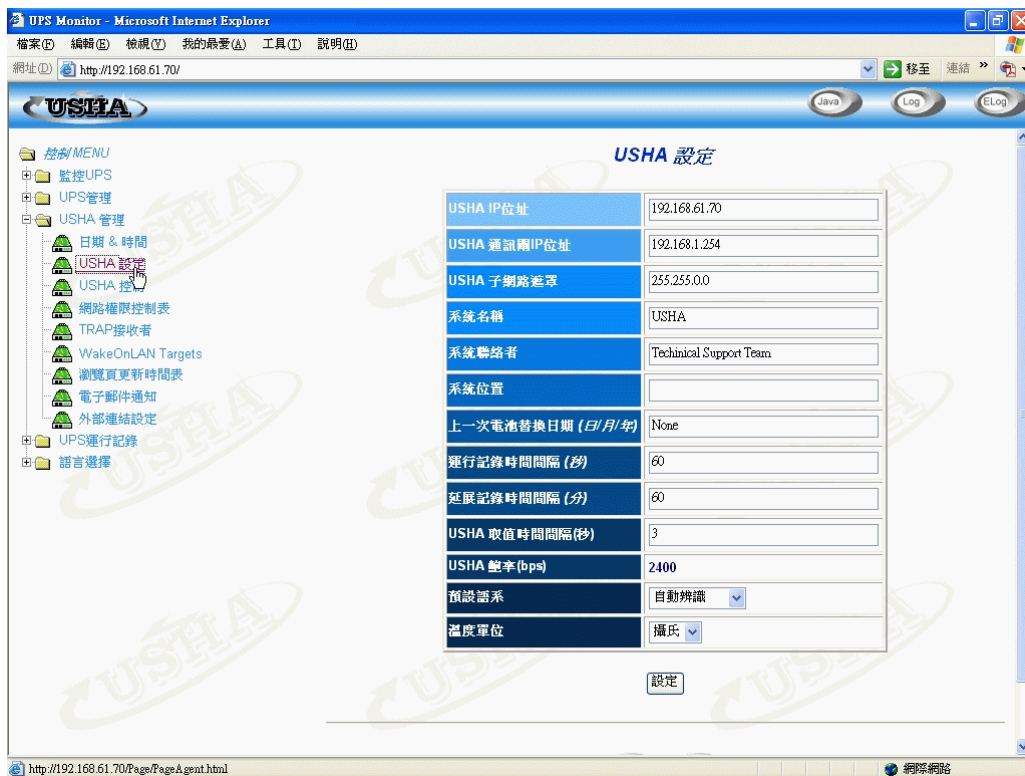 UPS Monitor - Microsoft Internet Explorer
檔案(F) 編輯(E) 檢視(V) 我的最愛(A) 工具(T) 說明(H)
網址(D) http://192.168.61.70/ 移至 連結 »
USHA Java Log ELog
控制 MENU
監控UPS
UPS管理
USHA 管理
日期 & 時間
USHA 設定
USHA 控制
網路權限控制表
TRAP接收者
WakeOnLAN Targets
瀏覽頁更新時間表
電子郵件通知
外部連結設定
UPS運行記錄
語言選擇
USHA 設定
USHA IP位址 192.168.61.70
USHA 通訊閘IP位址 192.168.1.254
USHA 子網路遮罩 255.255.0.0
系統名稱 USHA
系統聯絡者 Techinical Support Team
系統位置
上一次電池替換日期 (日/月/年) None
運行記錄時間間隔 (秒) 60
延展記錄時間間隔 (分) 60
USHA 取值時間間隔(秒) 3
USHA 鮑率(bps) 2400
預設語系 自動辨識
溫度單位 攝氏
設定
http://192.168.61.70/Page/PageAgent.html 網際網路